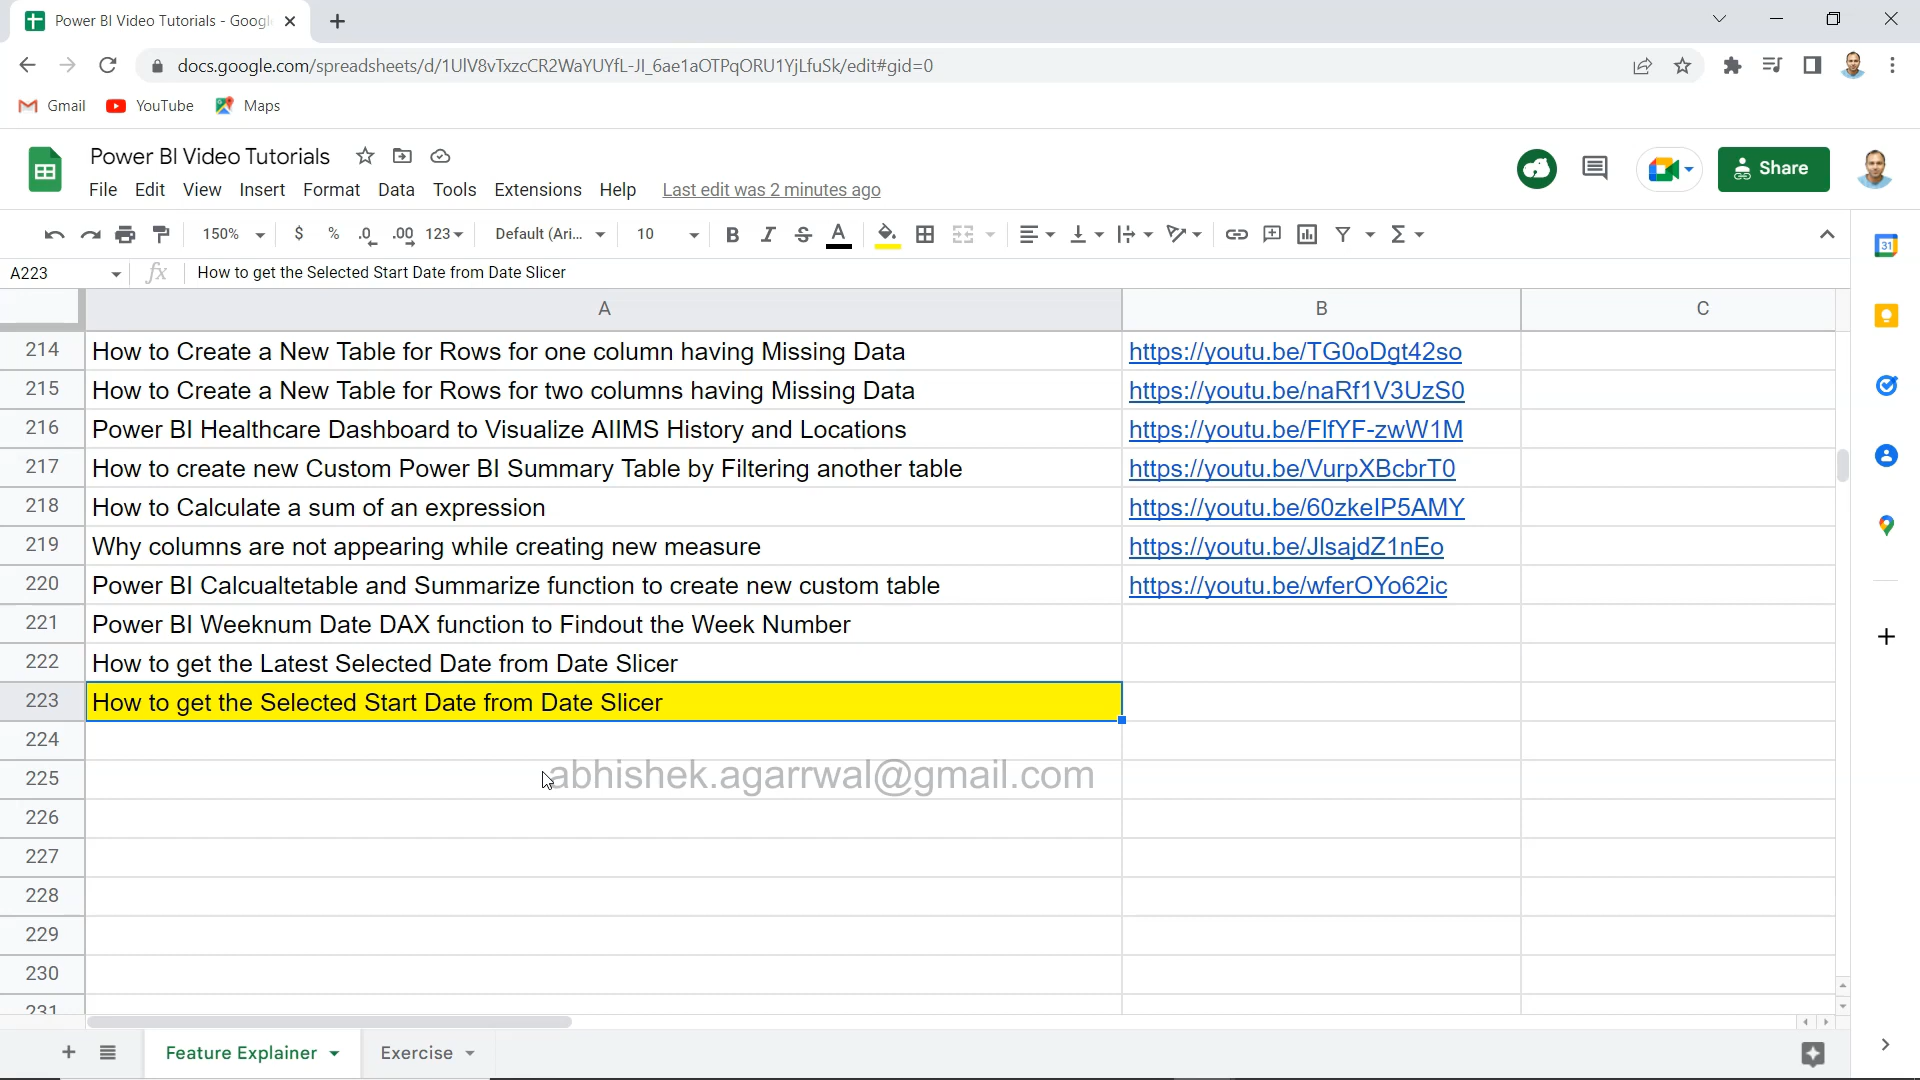 Power BI Video Tutorials - Googl
docs.google.com/spreadsheets/d/1UlV8vTxzcCR2WaYUYfL-JI_6ae1aOTPqORU1YjLfuSk/edit#gid=0
Gmail YouTube Maps
Power BI Video Tutorials
Share
File Edit View Insert Format Data Tools Extensions Help Last edit was 2 minutes ago
150% $ % .0 .00 123 Default (Ari... 10 B I S A
31
A223 fx How to get the Selected Start Date from Date Slicer
A B C
214 How to Create a New Table for Rows for one column having Missing Data https://youtu.be/TG0oDgt42so
215 How to Create a New Table for Rows for two columns having Missing Data https://youtu.be/naRf1V3UzS0
216 Power BI Healthcare Dashboard to Visualize AIIMS History and Locations https://youtu.be/FlfYF-zwW1M
217 How to create new Custom Power BI Summary Table by Filtering another table https://youtu.be/VurpXBcbrT0
218 How to Calculate a sum of an expression https://youtu.be/60zkeIP5AMY
219 Why columns are not appearing while creating new measure https://youtu.be/JlsajdZ1nEo
220 Power BI Calcualtetable and Summarize function to create new custom table https://youtu.be/wferOYo62ic
221 Power BI Weeknum Date DAX function to Findout the Week Number
222 How to get the Latest Selected Date from Date Slicer
223 How to get the Selected Start Date from Date Slicer
224
225 abhishek.agarrwal@gmail.com
226
227
228
229
230
231
Feature Explainer Exercise